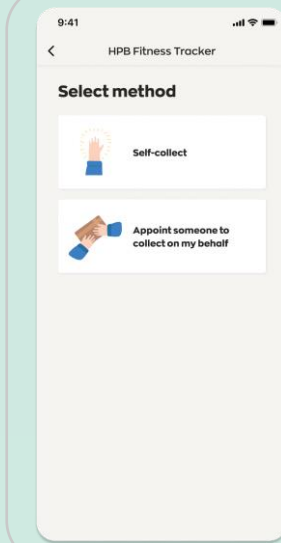 9:41
HPB Fitness Tracker
Select method
Self-collect
Appoint someone to
collect on my behalf